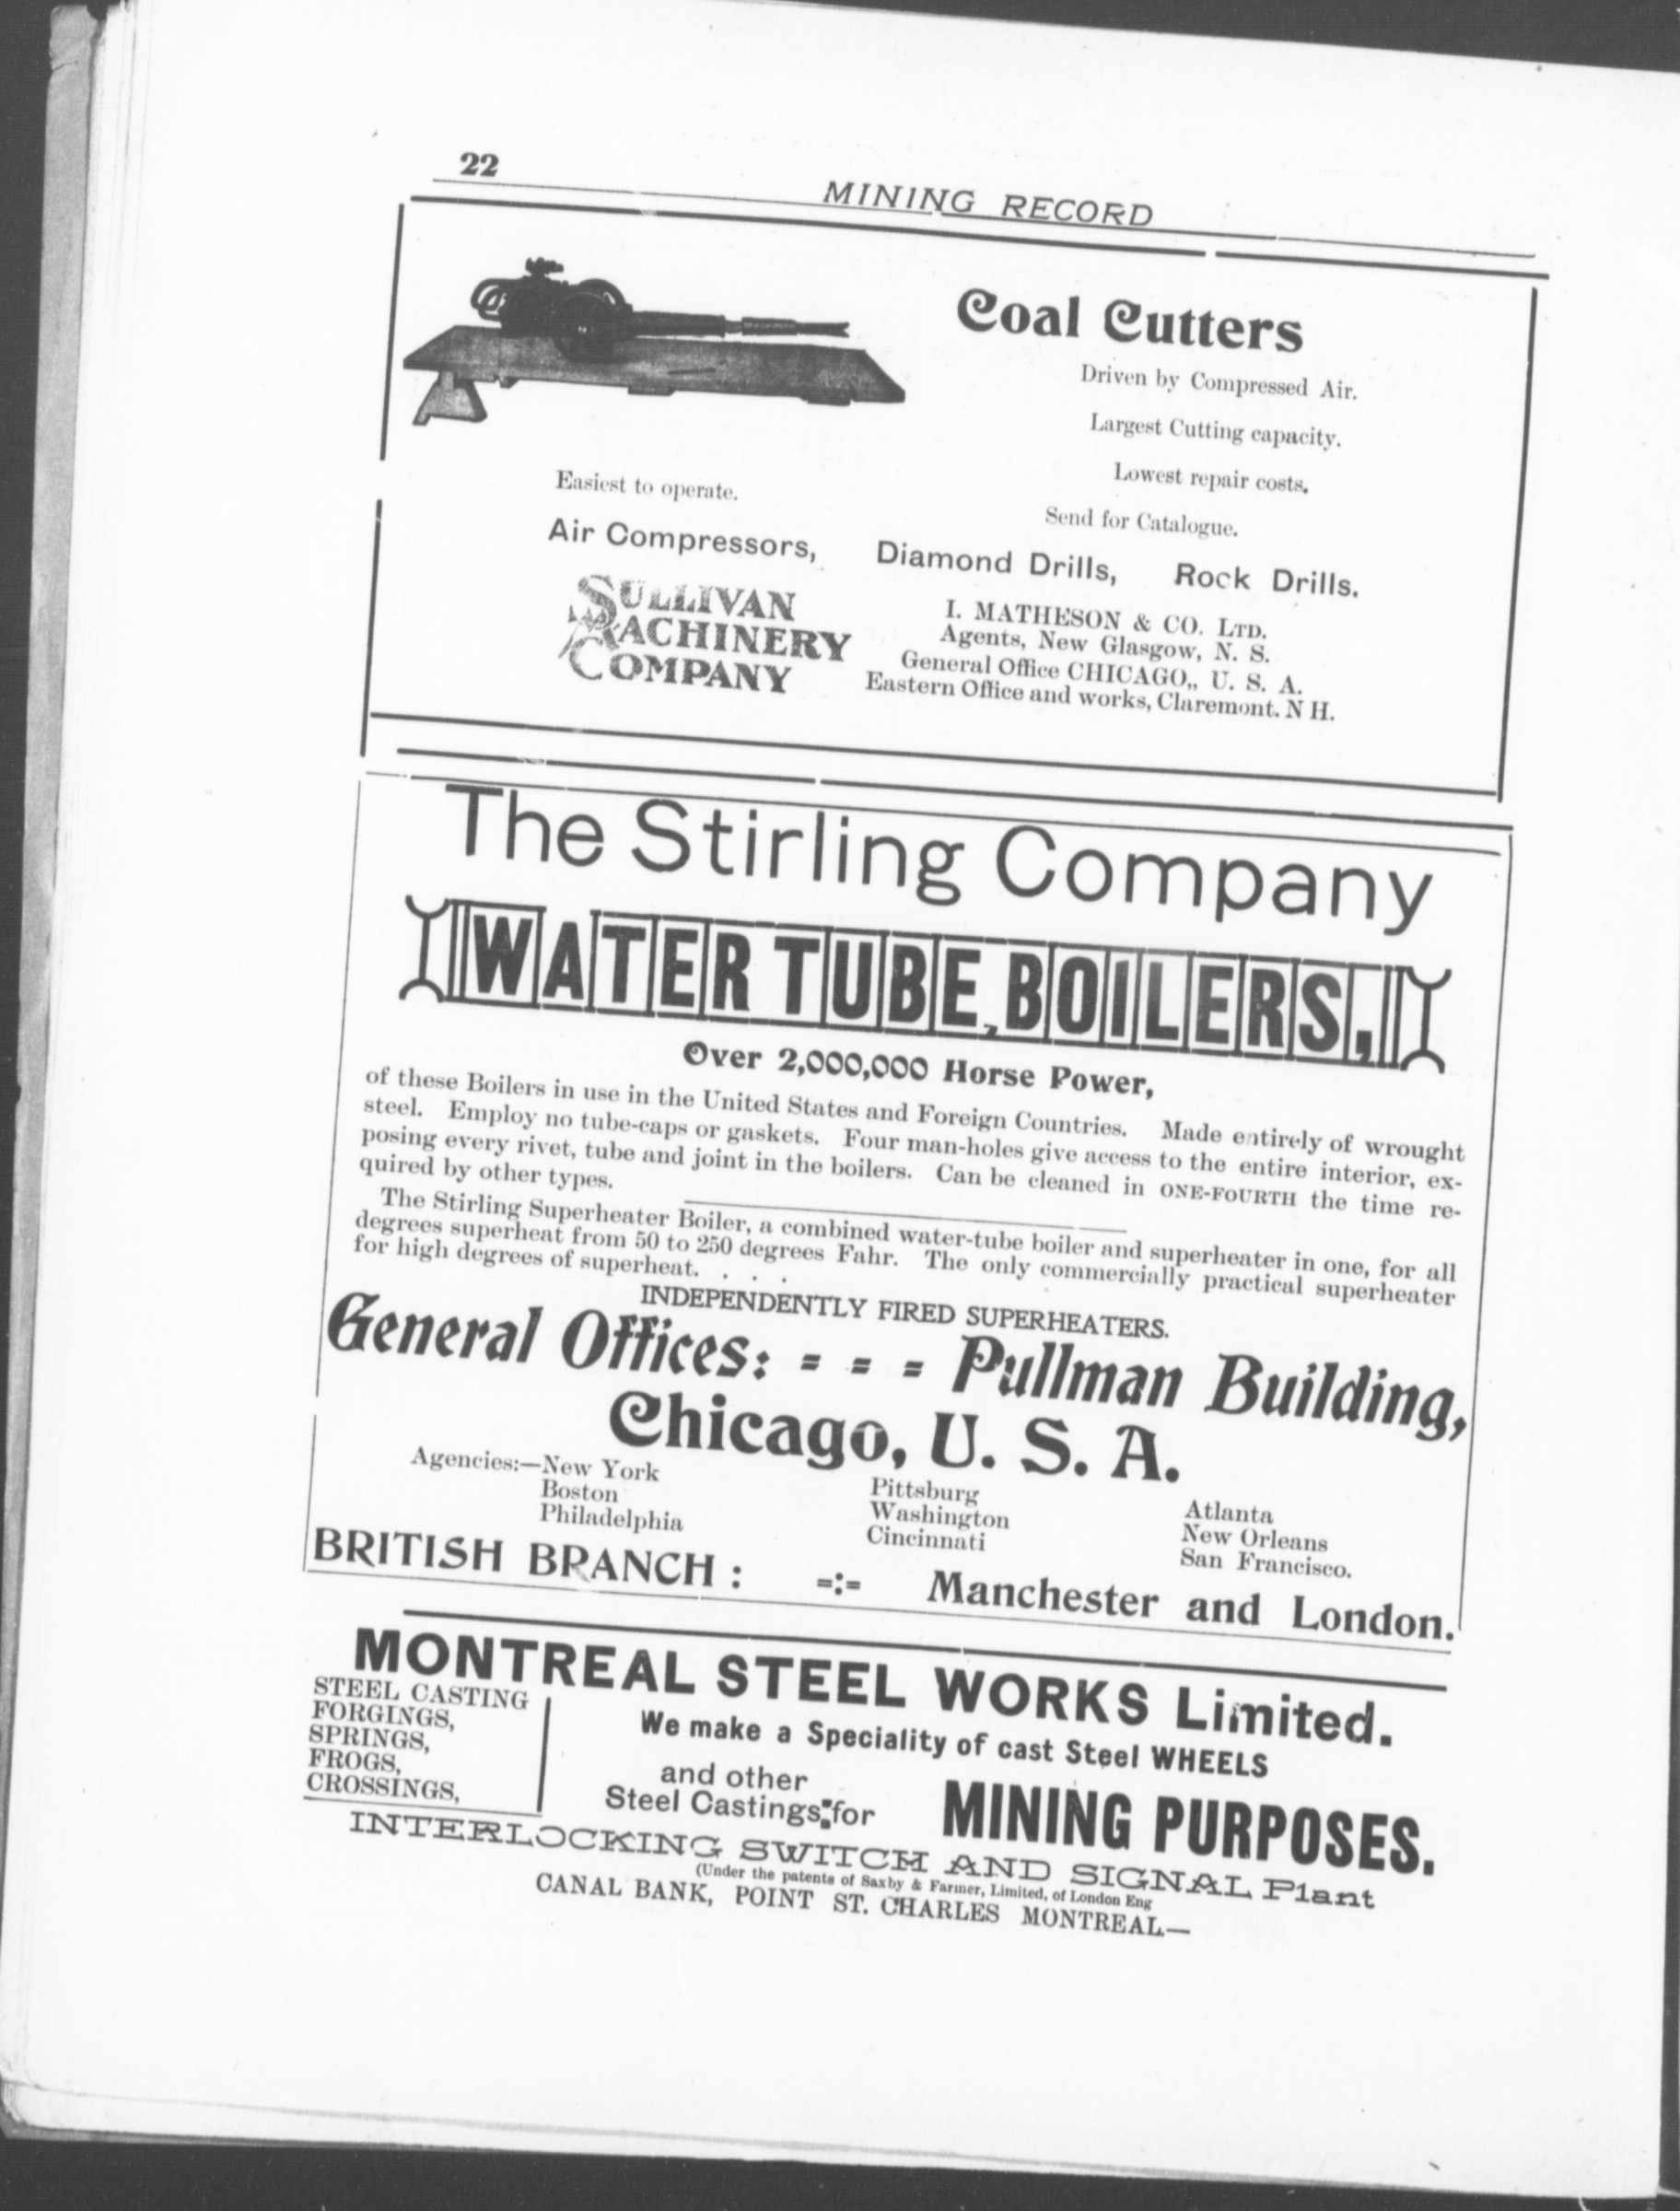 22
MINING RECORD
Coal Cutters
Driven by Compressed Air.
Largest Cutting capacity.
Lowest repair costs.
Easiest to operate.
Send for Catalogue.
Air Compressors, Diamond Drills, Rock Drills.
SULLIVAN
MACHINERY
COMPANY
I. MATHESON & CO. LTD.
Agents, New Glasgow, N. S.
General Office CHICAGO,, U. S. A.
Eastern Office and works, Claremont. N H.
The Stirling Company
WATER TUBE BOILERS,
Over 2,000,000 Horse Power,
of these Boilers in use in the United States and Foreign Countries. Made entirely of wrought
steel. Employ no tube-caps or gaskets. Four man-holes give access to the entire interior, ex-
posing every rivet, tube and joint in the boilers. Can be cleaned in ONE-FOURTH the time re-
quired by other types.
The Stirling Superheater Boiler, a combined water-tube boiler and superheater in one, for all
degrees superheat from 50 to 250 degrees Fahr. The only commercially practical superheater
for high degrees of superheat. . . .
INDEPENDENTLY FIRED SUPERHEATERS.
General Offices: = = = Pullman Building,
Chicago, U. S. A.
Agencies:—New York Pittsburg Atlanta
Boston Washington New Orleans
Philadelphia Cincinnati San Francisco.
BRITISH BRANCH : =:= Manchester and London.
MONTREAL STEEL WORKS Limited.
STEEL CASTING
FORGINGS,
SPRINGS,
FROGS,
CROSSINGS,
We make a Speciality of cast Steel WHEELS
and other
Steel Castings for MINING PURPOSES.
INTERLOCKING SWITCH AND SIGNAL Plant
(Under the patents of Saxby & Farmer, Limited, of London Eng
CANAL BANK, POINT ST. CHARLES MONTREAL—